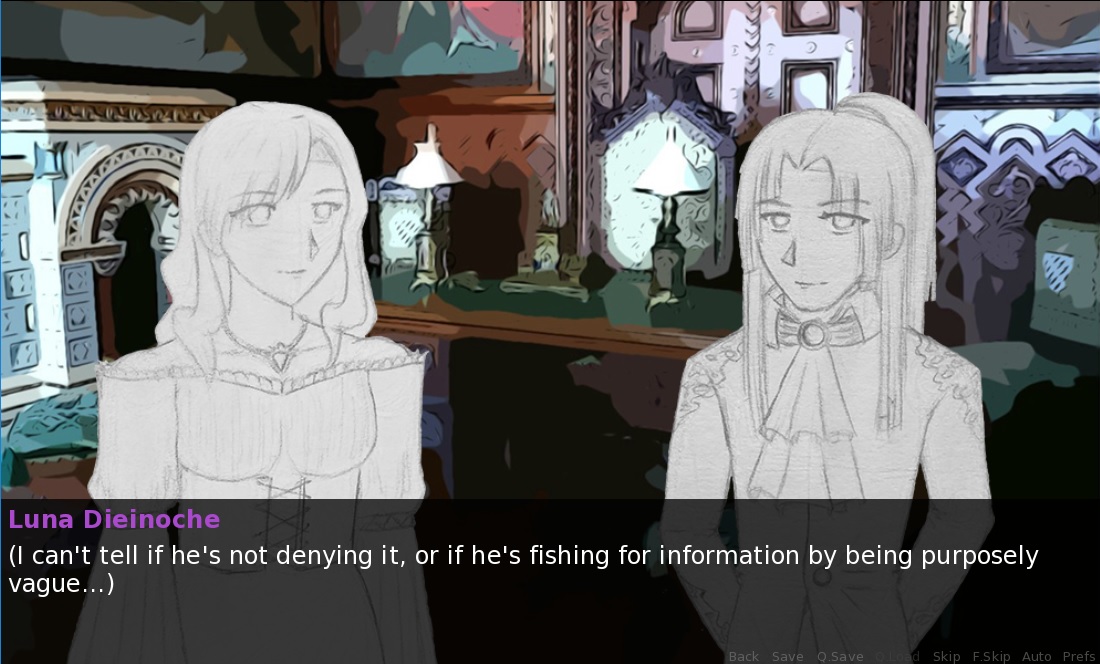 Luna Dieinoche
(I can't tell if he's not denying it, or if he's fishing for information by being purposely
vague...)
Back Save Q.Save Q.Load Skip F.Skip Auto Prefs